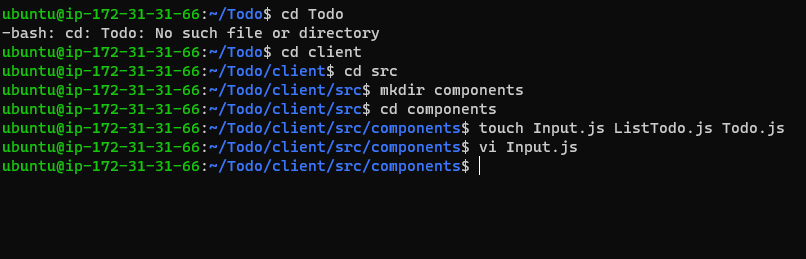 ubuntu@ip-172-31-31-66:~/Todo$ cd Todo
-bash: cd: Todo: No such file or directory
ubuntu@ip-172-31-31-66:~/Todo$ cd client
ubuntu@ip-172-31-31-66:~/Todo/client$ cd src
ubuntu@ip-172-31-31-66:~/Todo/client/src$ mkdir components
ubuntu@ip-172-31-31-66:~/Todo/client/src$ cd components
ubuntu@ip-172-31-31-66:~/Todo/client/src/components$ touch Input.js ListTodo.js Todo.js
ubuntu@ip-172-31-31-66:~/Todo/client/src/components$ vi Input.js
ubuntu@ip-172-31-31-66:~/Todo/client/src/components$